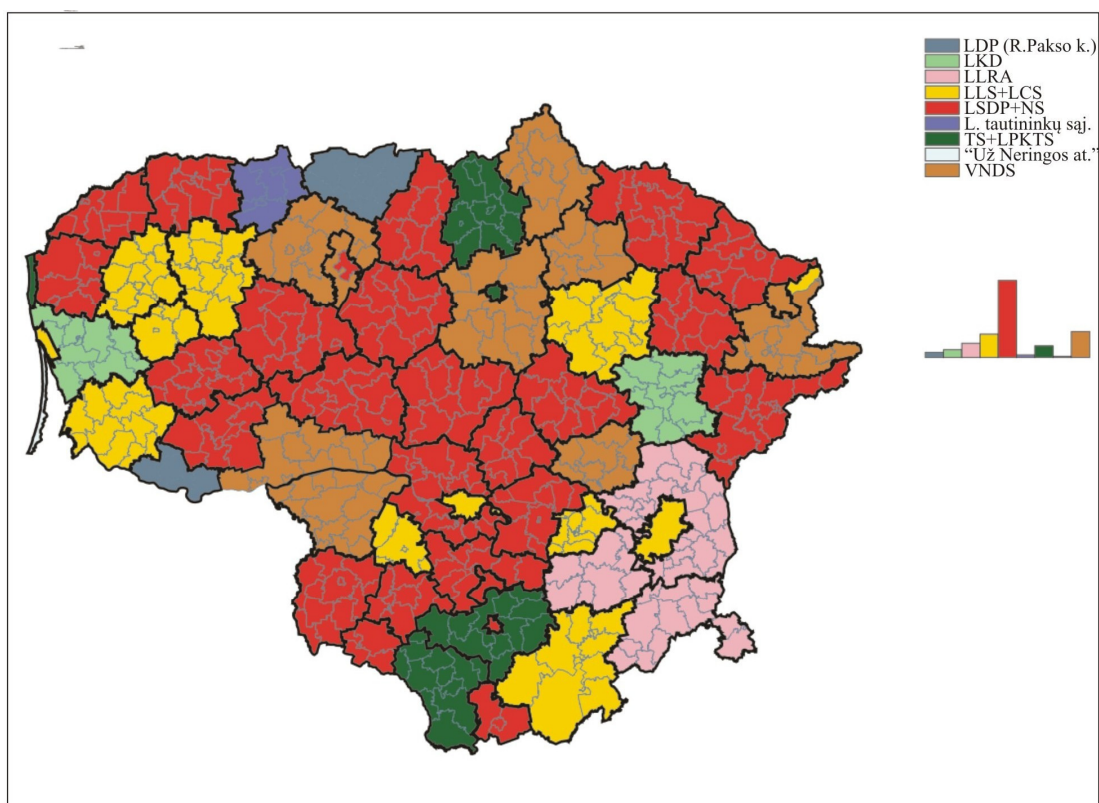 LDP (R.Pakso k.)
LKD
LLRA
LLS+LCS
LSDP+NS
L. tautininkų sąj.
TS+LPKTS
“Už Neringos at.”
VNDS